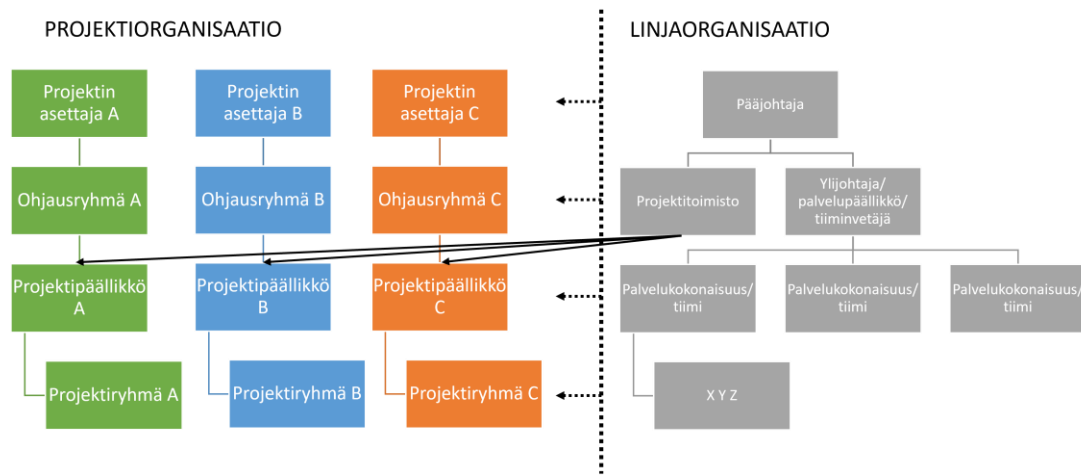 PROJEKTIORGANISAATIO
LINJAORGANISAATIO
Projektin
asettaja A
Projektin
asettaja B
Projektin
asettaja C
Pääjohtaja
Ohjausryhmä A
Ohjausryhmä B
Ohjausryhmä C
Projektitoimisto
Ylijohtaja/
palvelupäällikkö/
tiiminvetäjä
Projektipäällikkö
A
Projektipäällikkö
B
Projektipäällikkö
C
Palvelukokonaisuus/
tiimi
Palvelukokonaisuus/
tiimi
Palvelukokonaisuus/
tiimi
Projektiryhmä A
Projektiryhmä B
Projektiryhmä C
X Y Z